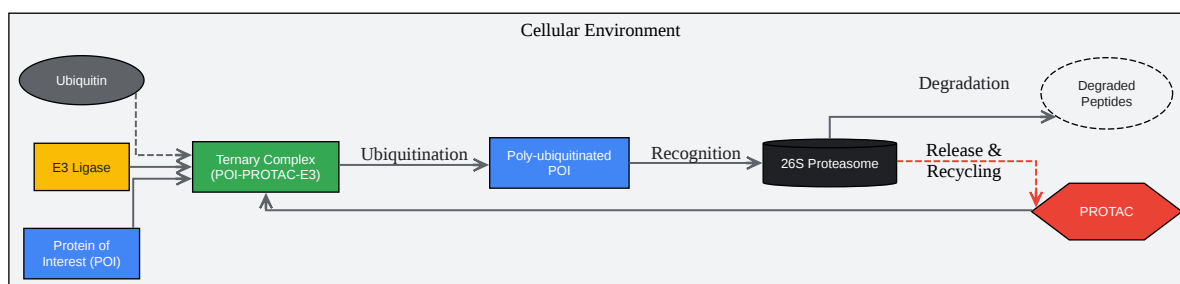 Cellular Environment
Ubiquitin
Degradation
Degraded
Peptides
E3 Ligase
Ternary Complex
(POI-PROTAC-E3)
Ubiquitination
Poly-ubiquitinated
POI
Recognition
26S Proteasome
Release &
Recycling
PROTAC
Protein of
Interest (POI)